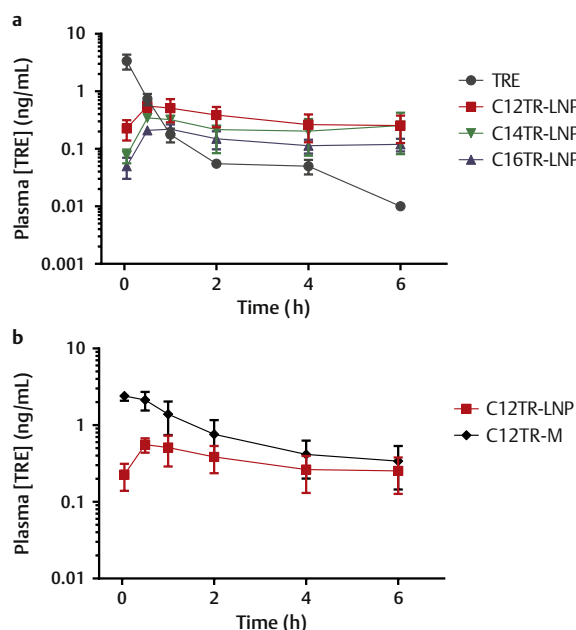 a
Plasma [TRE] (ng/mL)
10
1
0.1
0.01
0.001
0
2
4
6
Time (h)
TRE
C12TR-LNP
C14TR-LNP
C16TR-LNP
b
Plasma [TRE] (ng/mL)
10
1
0.1
0.01
0
2
4
6
Time (h)
C12TR-LNP
C12TR-M